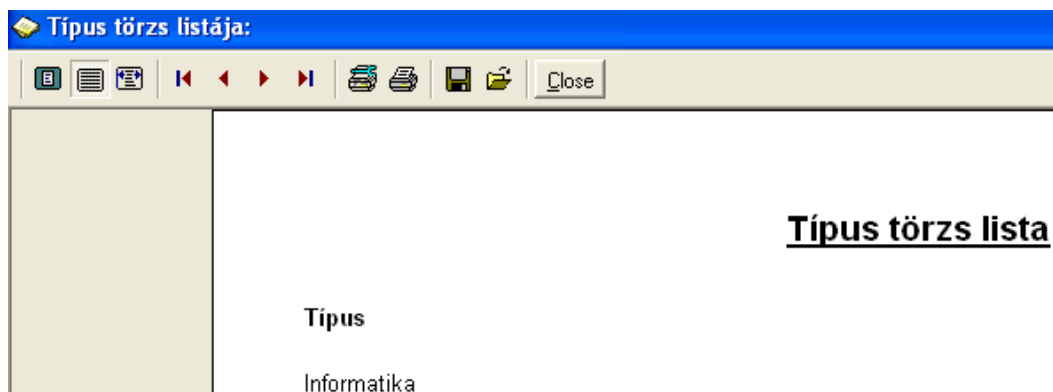 Típus törzs listája:
Close
Típus törzs lista
Típus
Informatika